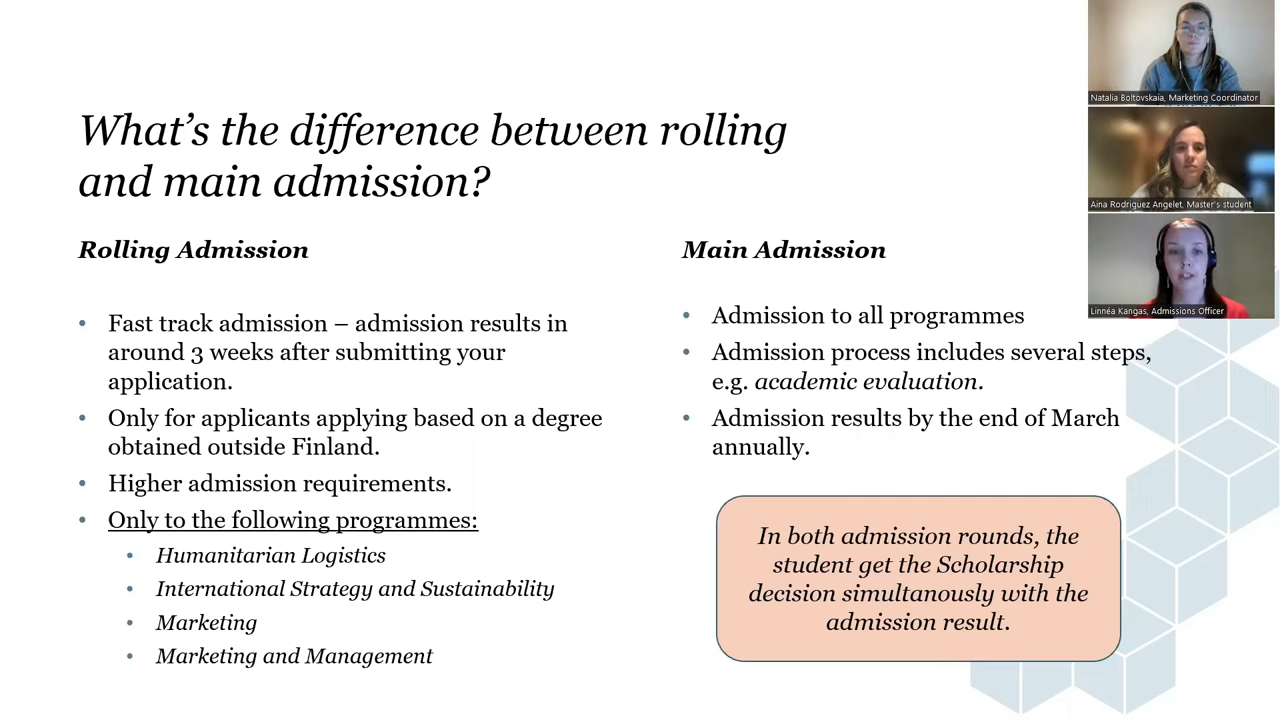 What's the difference between rolling
and main admission?
Rolling Admission
• Fast track admission – admission results in
around 3 weeks after submitting your
application.
• Only for applicants applying based on a degree
obtained outside Finland.
• Higher admission requirements.
• Only to the following programmes:
• Humanitarian Logistics
• International Strategy and Sustainability
• Marketing
• Marketing and Management
Main Admission
• Admission to all programmes
• Admission process includes several steps,
e.g. academic evaluation.
• Admission results by the end of March
annually.
In both admission rounds, the
student get the Scholarship
decision simultanously with the
admission result.
Natalia Boltovskaia, Marketing Coordinator
Aina Rodriguez Angelet, Master's student
Linnéa Kangas, Admissions Officer